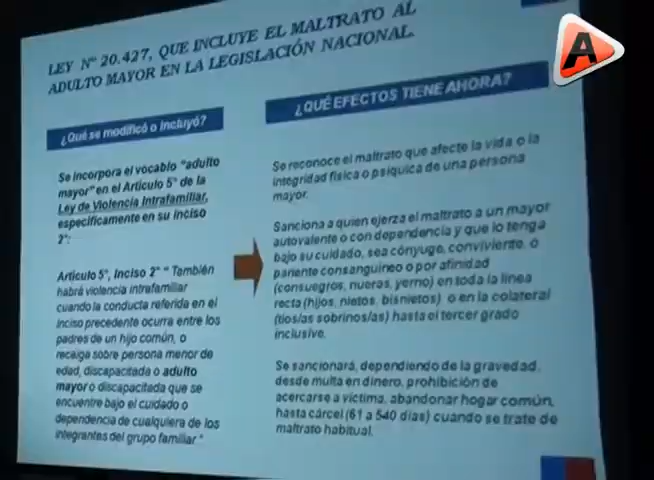 LEY Nº 20.427, QUE INCLUYE EL MALTRATO AL
ADULTO MAYOR EN LA LEGISLACIÓN NACIONAL.
A
¿Qué se modificó o incluyó?
Se incorpora el vocablo "adulto
mayor" en el Artículo 5° de la
Ley de Violencia Intrafamiliar,
específicamente en su inciso
2°:
Artículo 5°, Inciso 2° " También
habrá violencia intrafamiliar
cuando la conducta referida en el
inciso precedente ocurra entre los
padres de un hijo común, o
recaiga sobre persona menor de
edad, discapacitada o adulto
mayor o discapacitada que se
encuentre bajo el cuidado o
dependencia de cualquiera de los
integrantes del grupo familiar "
¿QUÉ EFECTOS TIENE AHORA?
Se reconoce el maltrato que afecte la vida o la
integridad física o psíquica de una persona
mayor.
Sanciona a quien ejerza el maltrato a un mayor
autovalente o con dependencia y que lo tenga
bajo su cuidado, sea cónyuge, conviviente, o
pariente consanguíneo o por afinidad
(consuegros, nueras, yerno) en toda la línea
recta (hijos, nietos, bisnietos) o en la colateral
(tíos/as sobrinos/as) hasta el tercer grado
inclusive.
Se sancionará, dependiendo de la gravedad,
desde multa en dinero, prohibición de
acercarse a víctima, abandonar hogar común,
hasta cárcel (61 a 540 días) cuando se trate de
maltrato habitual.